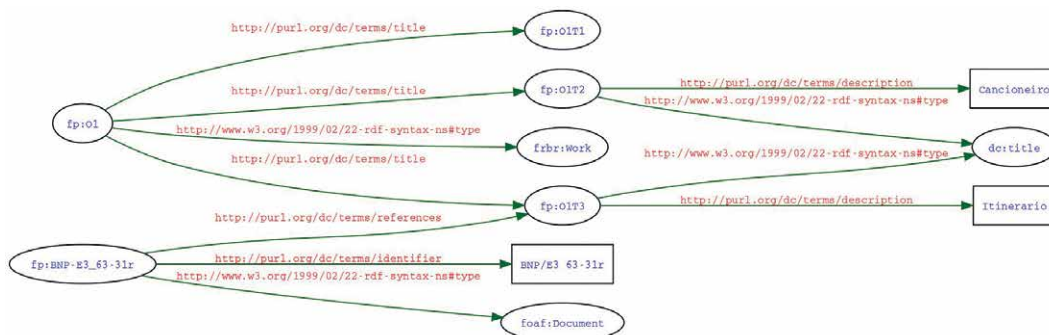 http://purl.org/dc/terms/title
fp:O1T1
http://purl.org/dc/terms/title
fp:O1T2
http://purl.org/dc/terms/description
Cancioneiro
http://www.w3.org/1999/02/22-rdf-syntax-ns#type
fp:O1
http://www.w3.org/1999/02/22-rdf-syntax-ns#type
frbr:Work
http://www.w3.org/1999/02/22-rdf-syntax-ns#type
dc:title
http://purl.org/dc/terms/title
fp:O1T3
http://purl.org/dc/terms/description
Itinerario
http://purl.org/dc/terms/references
fp:BNP-E3_63-31r
http://purl.org/dc/terms/identifier
BNP/E3 63-31r
http://www.w3.org/1999/02/22-rdf-syntax-ns#type
foaf:Document